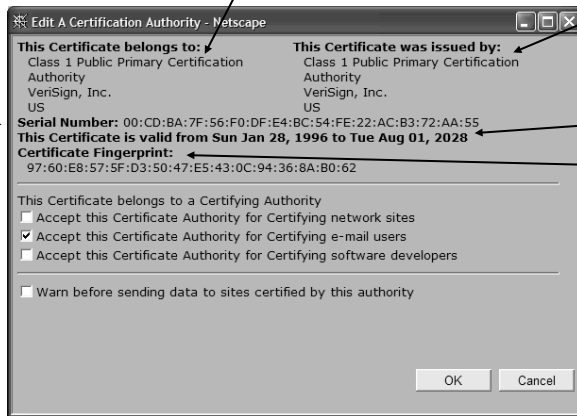 Edit A Certification Authority - Netscape
This Certificate belongs to:
Class 1 Public Primary Certification
Authority
VeriSign, Inc.
US
This Certificate was issued by:
Class 1 Public Primary Certification
Authority
VeriSign, Inc.
US
Serial Number: 00:CD:BA:7F:56:F0:DF:E4:BC:54:FE:22:AC:B3:72:AA:55
This Certificate is valid from Sun Jan 28, 1996 to Tue Aug 01, 2028
Certificate Fingerprint:
97:60:E8:57:5F:D3:50:47:E5:43:0C:94:36:8A:B0:62
This Certificate belongs to a Certifying Authority
Accept this Certificate Authority for Certifying network sites
Accept this Certificate Authority for Certifying e-mail users
Accept this Certificate Authority for Certifying software developers
Warn before sending data to sites certified by this authority
OK
Cancel